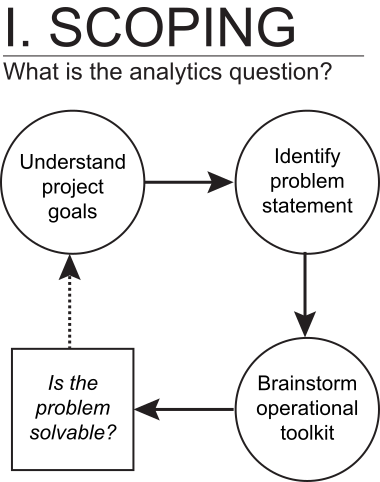 I. SCOPING
What is the analytics question?
Understand
project
goals
Identify
problem
statement
Brainstorm
operational
toolkit
Is the
problem
solvable?